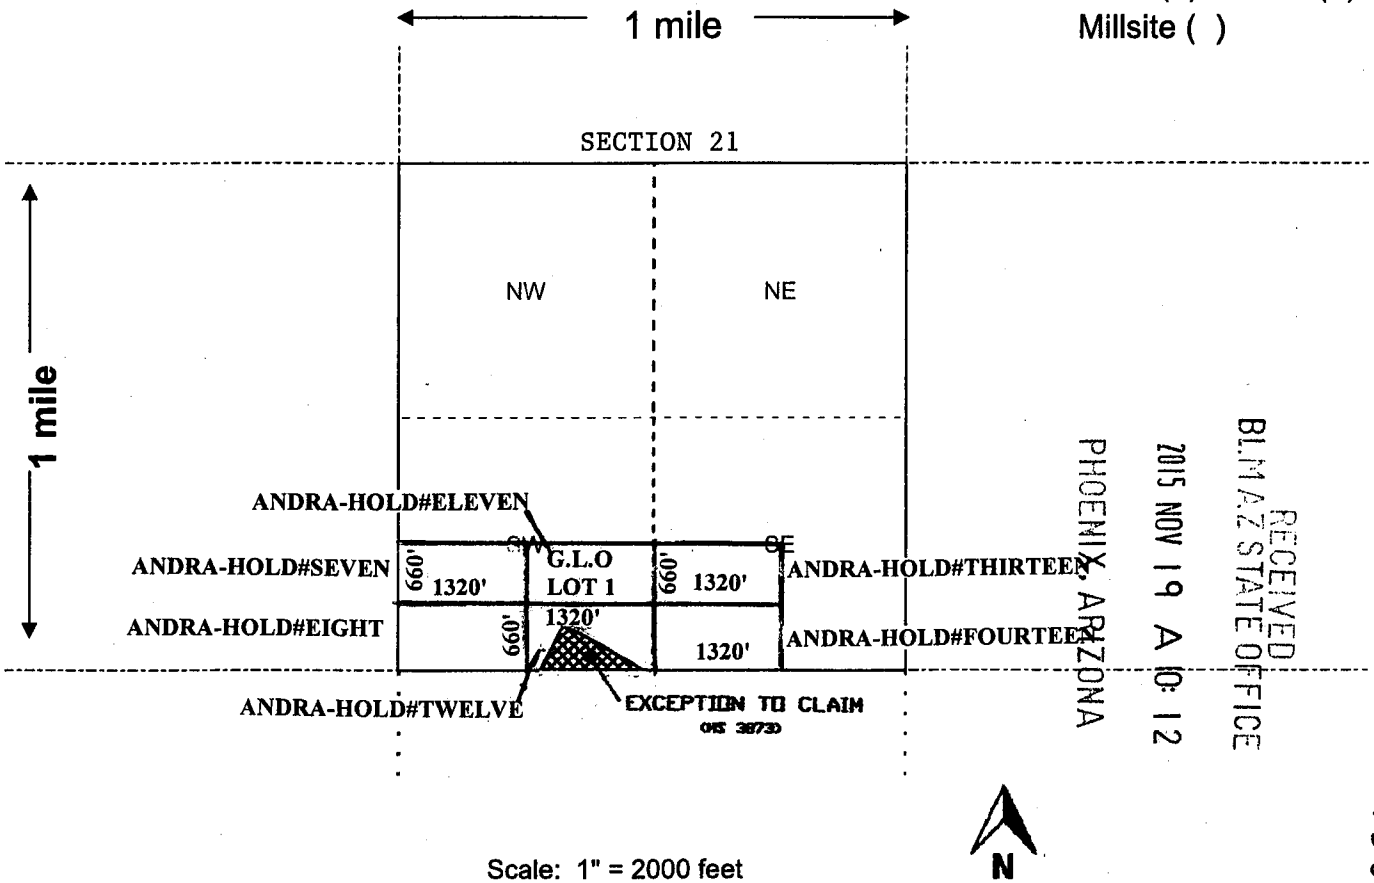 1 mile
Millsite ( )
SECTION 21
NW
NE
1 mile
ANDRA-HOLD#ELEVEN
SW
SE
ANDRA-HOLD#SEVEN
660'
1320'
G.L.O
LOT 1
660'
1320'
ANDRA-HOLD#THIRTEEN
ANDRA-HOLD#EIGHT
660'
1320'
1320'
ANDRA-HOLD#FOURTEEN
ANDRA-HOLD#TWELVE
EXCEPTION TO CLAIM
(MS 3873)
RECEIVED
BLM AZ STATE OFFICE
2015 NOV 19 A 10: 12
PHOENIX, ARIZONA
N
Scale: 1" = 2000 feet